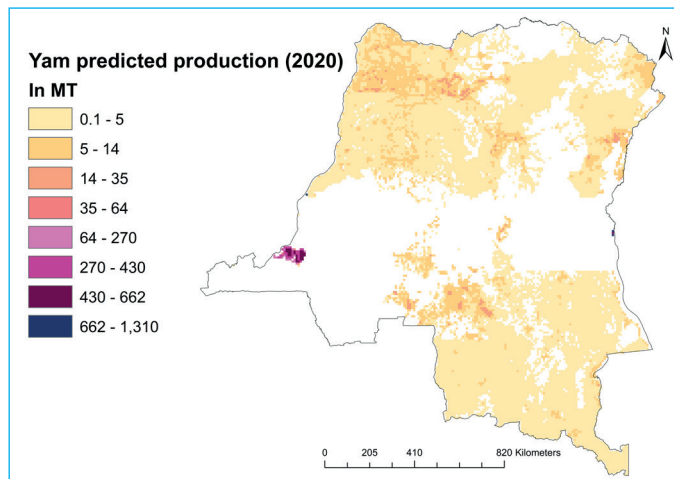 Yam predicted production (2020)
In MT
0.1 - 5
5 - 14
14 - 35
35 - 64
64 - 270
270 - 430
430 - 662
662 - 1,310
N
0 205 410 820 Kilometers